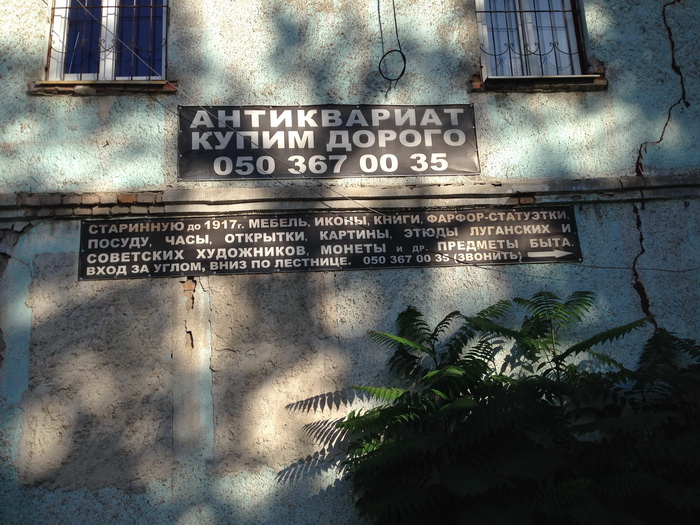 АНТИКВАРИАТ
КУПИМ ДОРОГО
050 367 00 35
СТАРИННУЮ до 1917г. МЕБЕЛЬ, ИКОНЫ, КНИГИ, ФАРФОР-СТАТУЭТКИ,
ПОСУДУ, ЧАСЫ, ОТКРЫТКИ, КАРТИНЫ, ЭТЮДЫ ЛУГАНСКИХ И
СОВЕТСКИХ ХУДОЖНИКОВ, МОНЕТЫ и др. ПРЕДМЕТЫ БЫТА.
ВХОД ЗА УГЛОМ, ВНИЗ ПО ЛЕСТНИЦЕ. 050 367 00 35 (ЗВОНИТЬ)